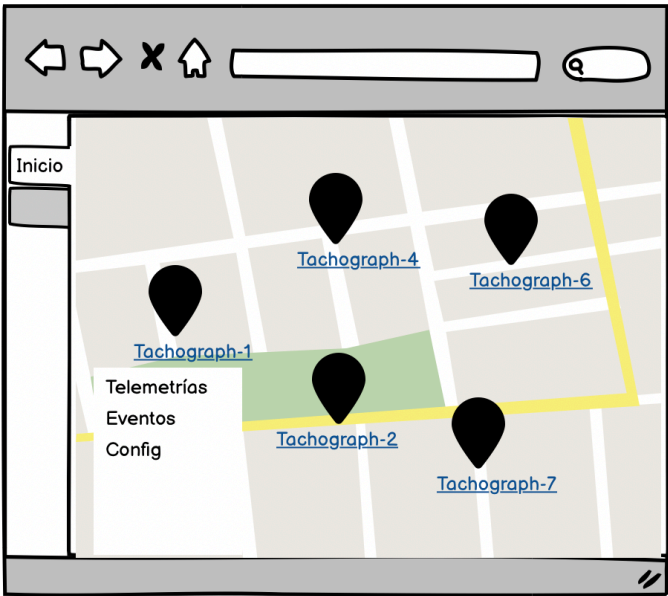 Inicio
Tachograph-4
Tachograph-6
Tachograph-1
Telemetrías
Eventos
Config
Tachograph-2
Tachograph-7